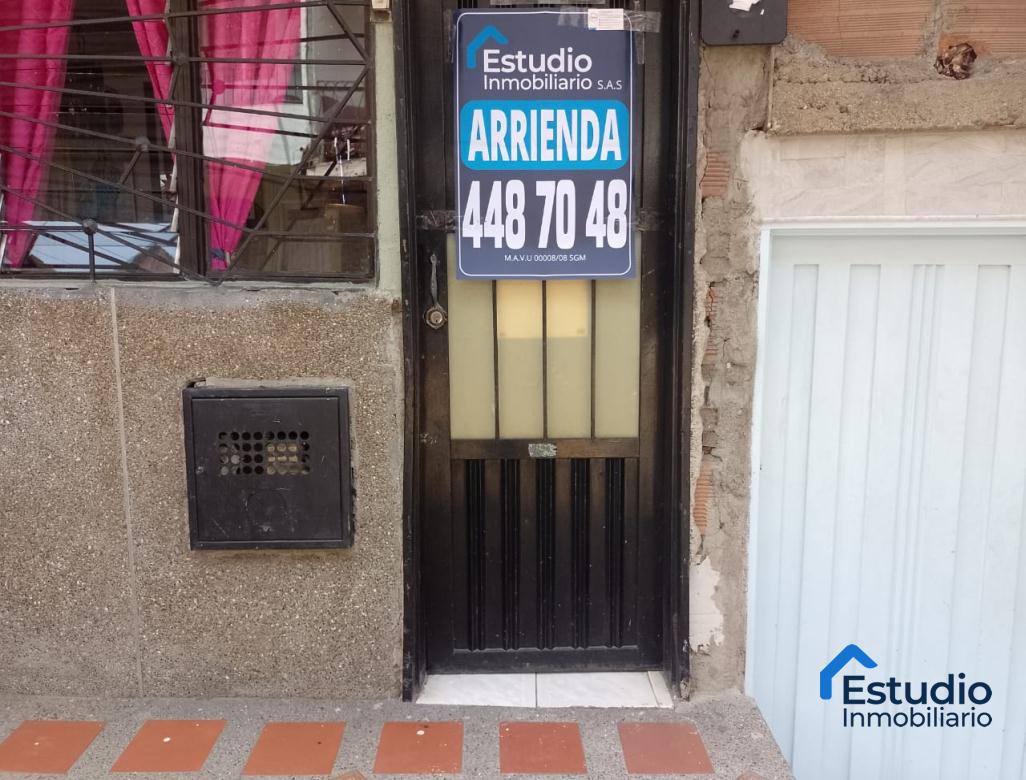 Estudio
Inmobiliario S.A.S
ARRIENDA
448 70 48
M.A.V.U 00008/08 SGM
Estudio
Inmobiliario